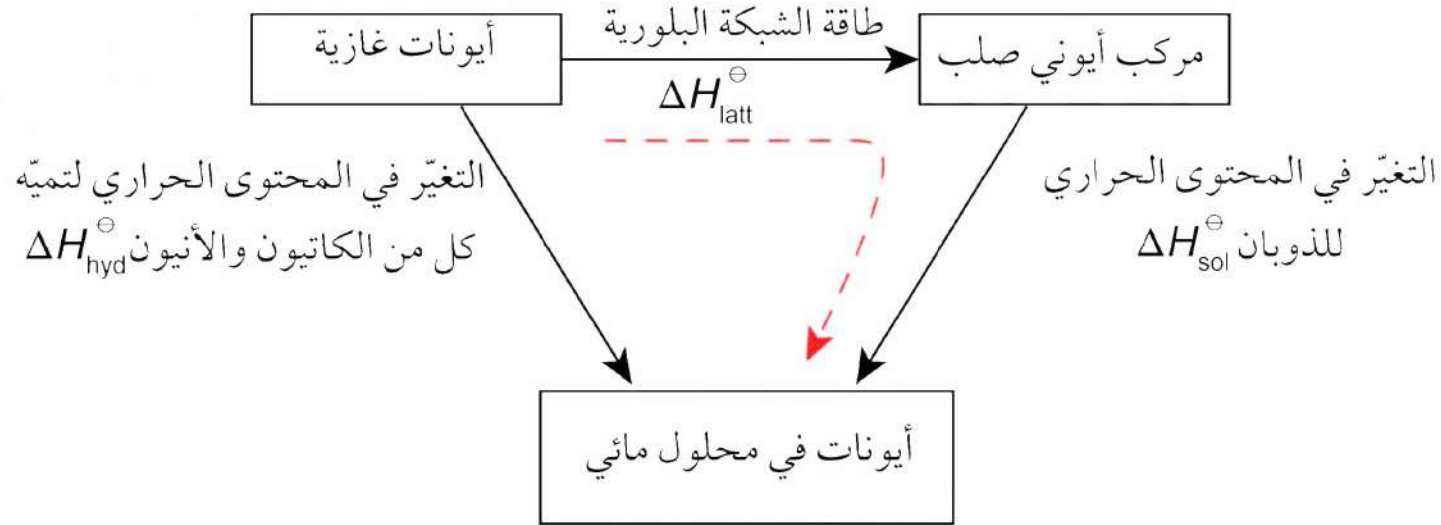 أيونات غازية
طاقة الشبكة البلورية
ΔH⦵latt
مركب أيوني صلب
التغيّر في المحتوى الحراري لتميّه
كل من الكاتيون والأنيون ΔH⦵hyd
التغيّر في المحتوى الحراري
للذوبان ΔH⦵sol
أيونات في محلول مائي